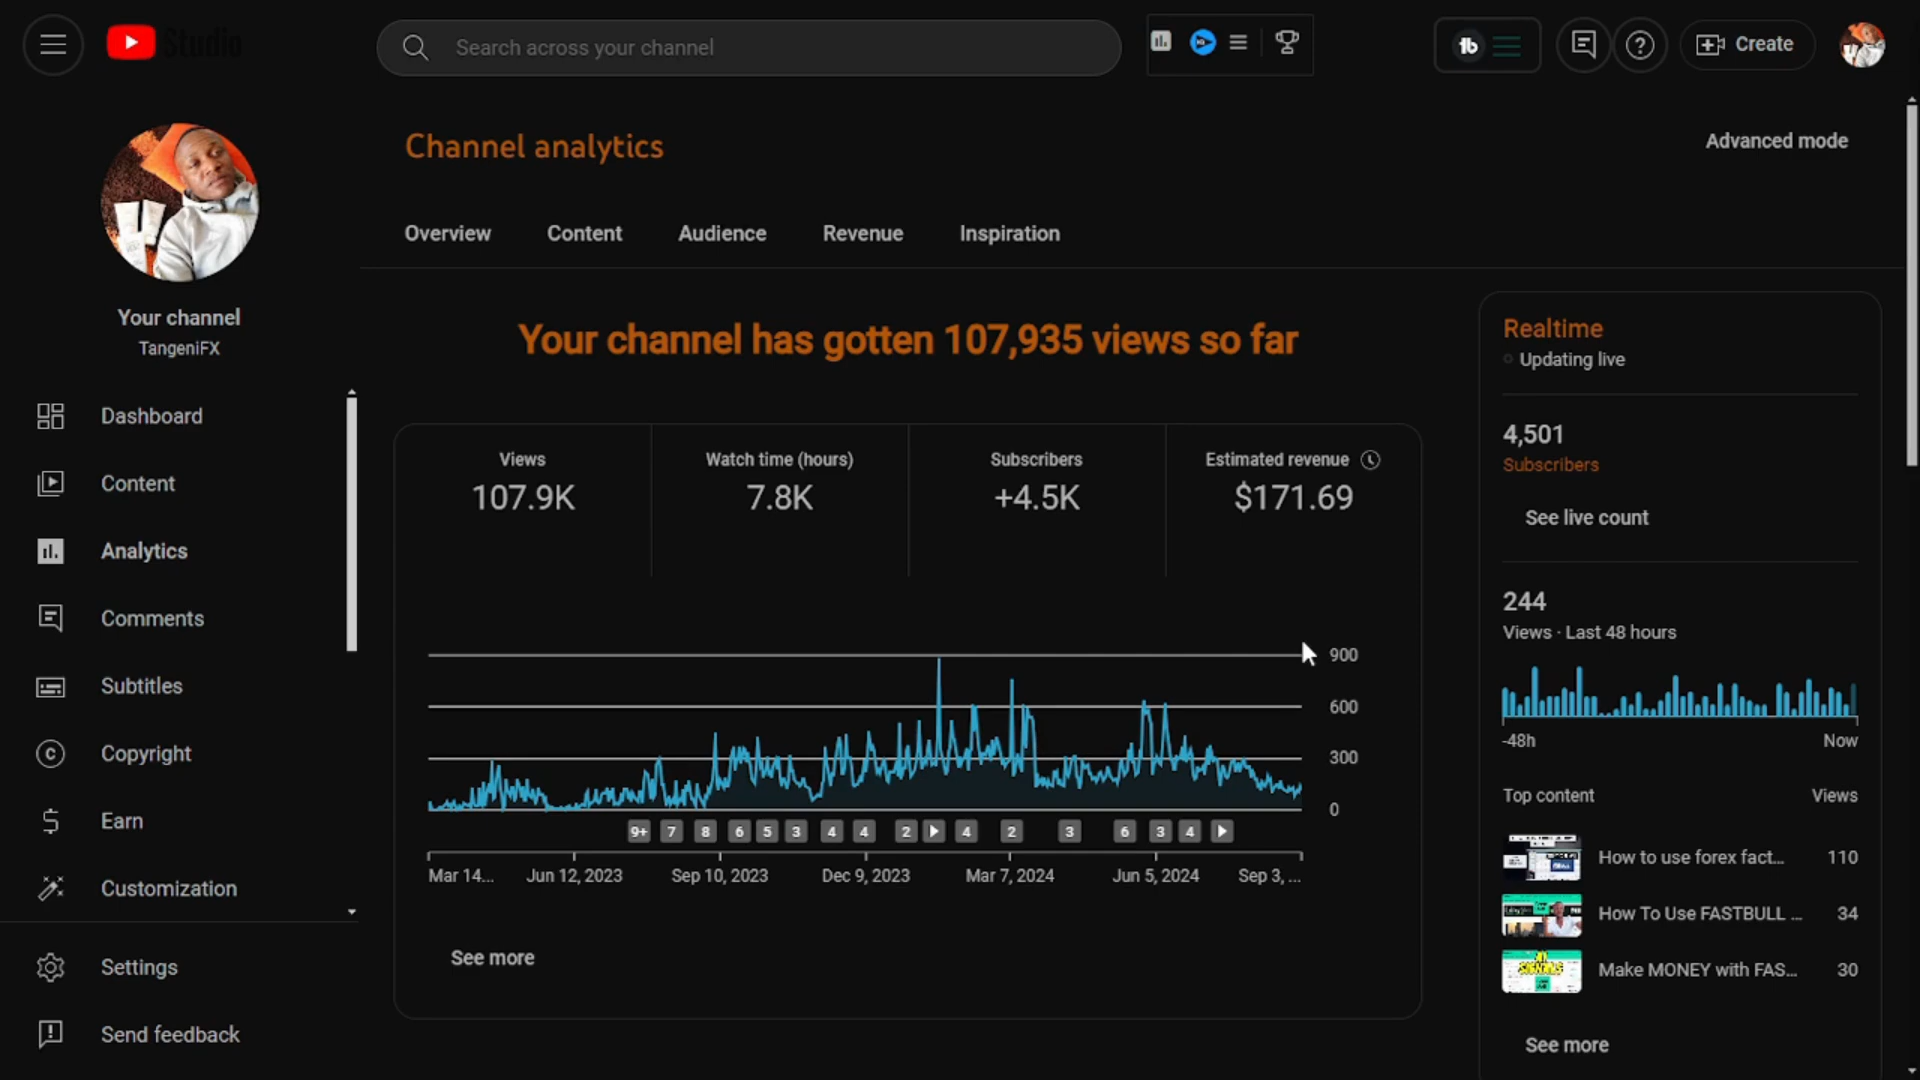 Studio
Search across your channel
Create
Your channel
TangeniFX
Dashboard
Content
Analytics
Comments
Subtitles
Copyright
Earn
Customization
Settings
Send feedback
Channel analytics
Advanced mode
Overview
Content
Audience
Revenue
Inspiration
Your channel has gotten 107,935 views so far
Views
107.9K
Watch time (hours)
7.8K
Subscribers
+4.5K
Estimated revenue
$171.69
900
600
300
0
9+ 7 8 6 5 3 4 4 2 4 2 3 6 3 4
Mar 14... Jun 12, 2023 Sep 10, 2023 Dec 9, 2023 Mar 7, 2024 Jun 5, 2024 Sep 3, ...
See more
Realtime
Updating live
4,501
Subscribers
See live count
244
Views · Last 48 hours
-48h Now
Top content Views
How to use forex fact... 110
How To Use FASTBULL ... 34
Make MONEY with FAS... 30
See more